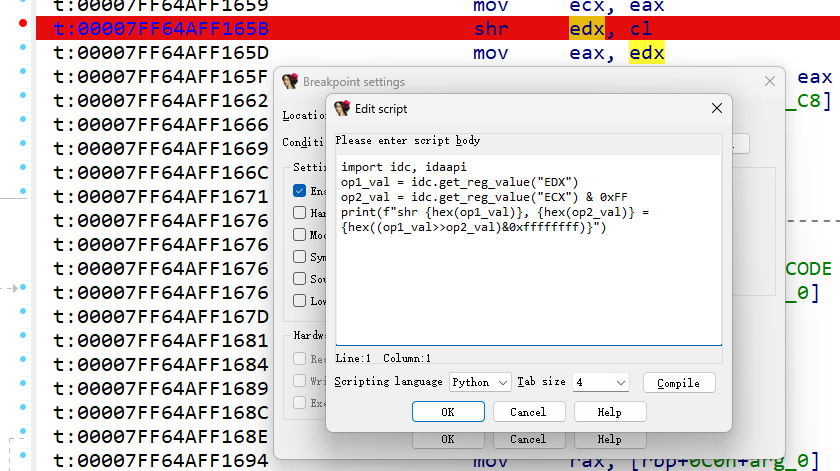 t:00007FF64AFF1659 mov ecx, eax
t:00007FF64AFF165B shr edx, cl
t:00007FF64AFF165D mov eax, edx
t:00007FF64AFF165F eax
t:00007FF64AFF1662 _C8]
t:00007FF64AFF1666
t:00007FF64AFF1669
t:00007FF64AFF166C
t:00007FF64AFF1671
t:00007FF64AFF1676
t:00007FF64AFF1676
t:00007FF64AFF1676 CODE
t:00007FF64AFF1676 _0]
t:00007FF64AFF167D
t:00007FF64AFF1681
t:00007FF64AFF1684
t:00007FF64AFF1689
t:00007FF64AFF168C
t:00007FF64AFF168E
t:00007FF64AFF1694 mov rax, [rbp+0C0h+arg_0]
Breakpoint settings
Locatio
Conditi
Settin
Ena
Har
Mod
Sym
Sou
Low
Hardwa
Rea
Wri
Exe
OK Cancel Help
Edit script
Please enter script body
import idc, idaapi
op1_val = idc.get_reg_value("EDX")
op2_val = idc.get_reg_value("ECX") & 0xFF
print(f"shr {hex(op1_val)}, {hex(op2_val)} =
{hex((op1_val>>op2_val)&0xffffffff)}")
Line:1 Column:1
Scripting language Python Tab size 4 Compile
OK Cancel Help